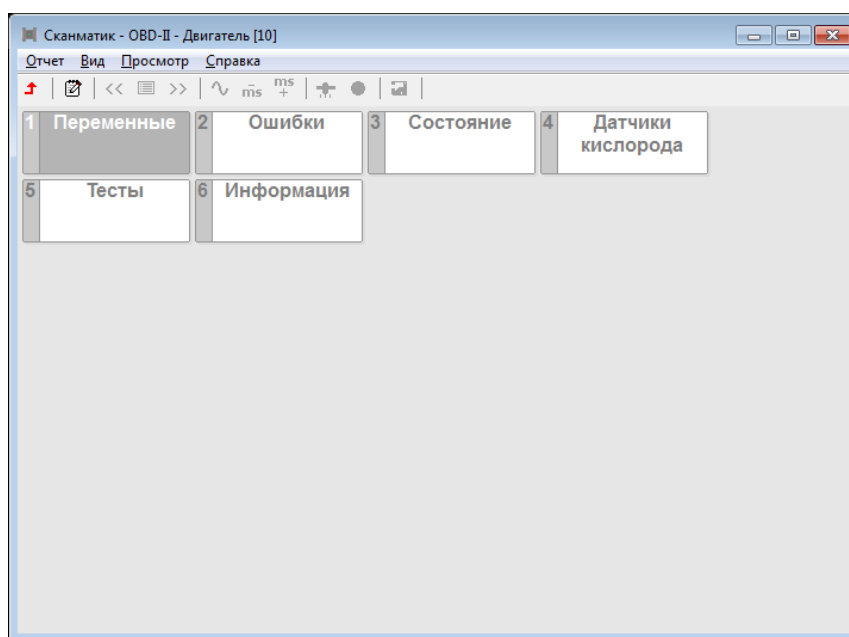 Сканматик - OBD-II - Двигатель [10]
Отчет Вид Просмотр Справка
<< >> ms ms
1 Переменные 2 Ошибки 3 Состояние 4 Датчики
кислорода
5 Тесты 6 Информация